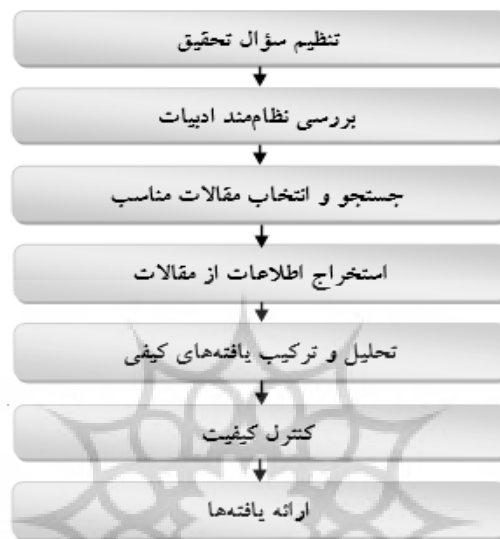 تنظیم سؤال تحقیق
بررسی نظام‌مند ادبیات
جستجو و انتخاب مقالات مناسب
استخراج اطلاعات از مقالات
تحلیل و ترکیب یافته‌های کیفی
کنترل کیفیت
ارائه یافته‌ها